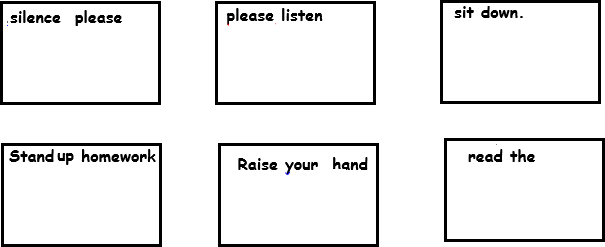 silence please
please listen
sit down.
Stand up homework
Raise your hand
read the